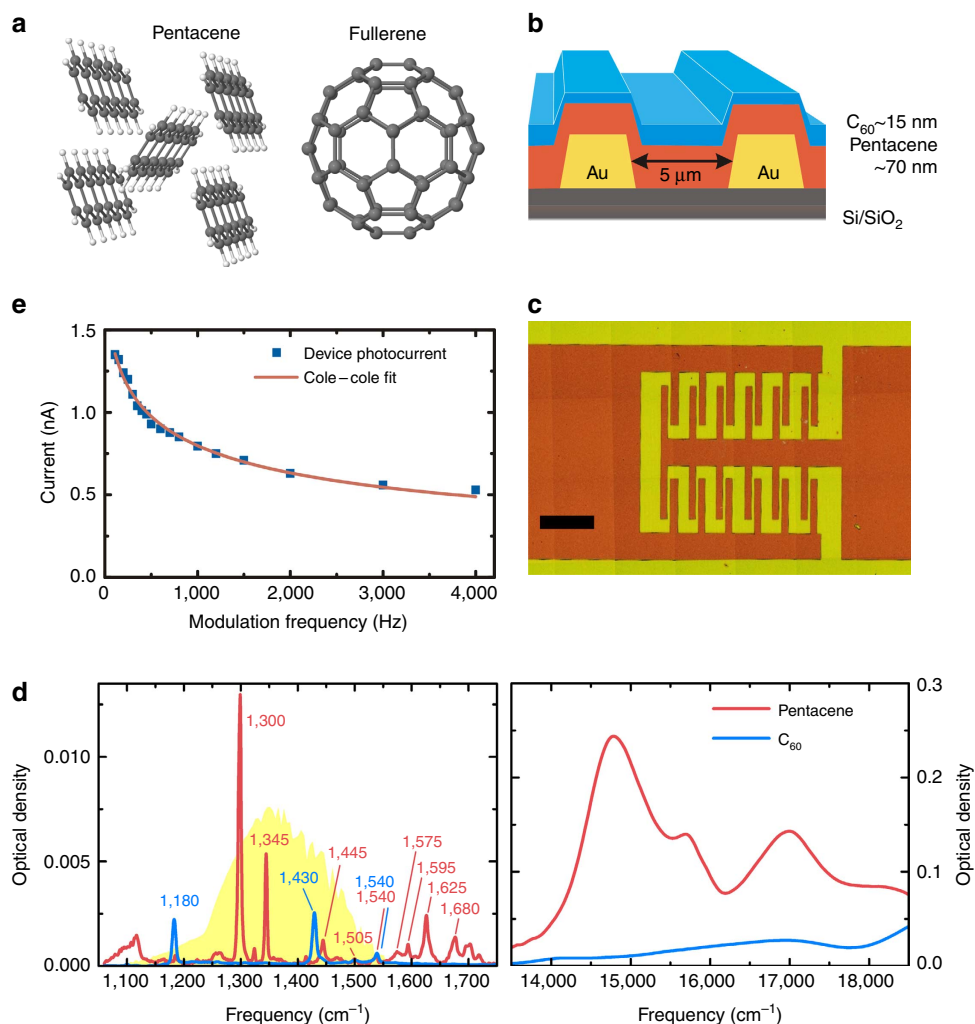 a
Pentacene
Fullerene
b
C60~15 nm
Pentacene
~70 nm
Au
5 μm
Au
Si/SiO2
e
1.5
1.0
0.5
0.0
Current (nA)
Device photocurrent
Cole–cole fit
0
1,000
2,000
3,000
4,000
Modulation frequency (Hz)
c
d
0.010
0.005
0.000
Optical density
1,180
1,300
1,345
1,430
1,445
1,505
1,540
1,540
1,575
1,595
1,625
1,680
1,100
1,200
1,300
1,400
1,500
1,600
1,700
Frequency (cm−1)
Pentacene
C60
0.3
0.2
0.1
0.0
Optical density
14,000
15,000
16,000
17,000
18,000
Frequency (cm−1)